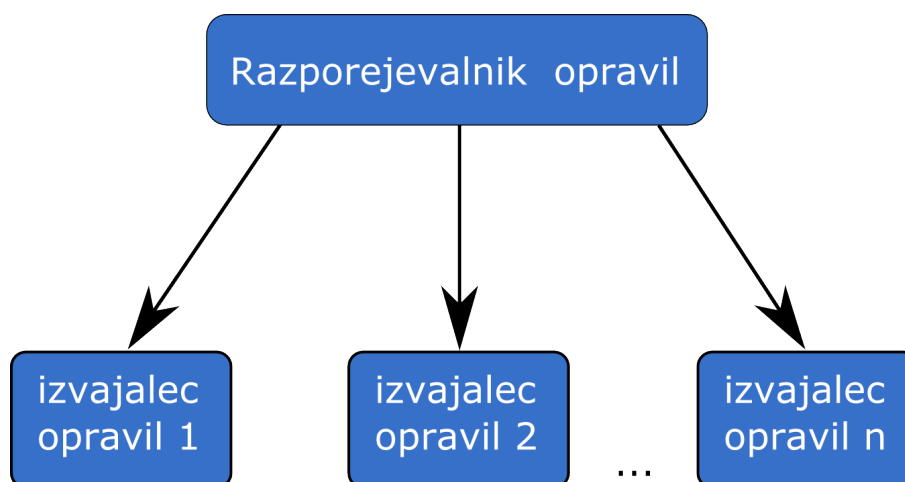 Razporejevalnik opravil
izvajalec
opravil 1
izvajalec
opravil 2
...
izvajalec
opravil n